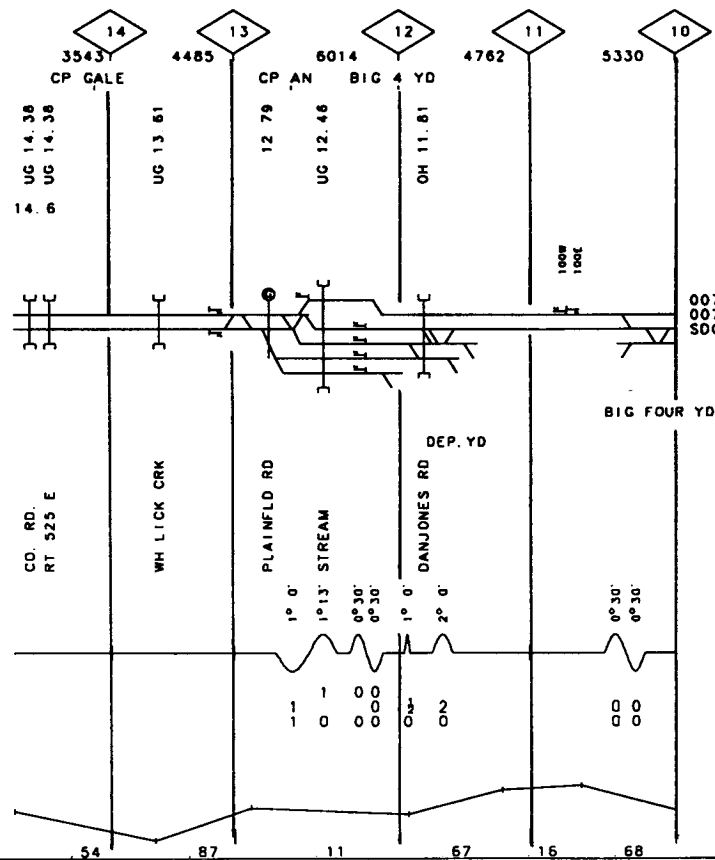 14 13 12 11 10
3543 4485 6014 4762 5330
CP GALE CP AN BIG 4 YD
UG 14.38
UG 14.38
UG 13.61
12 79
UG 12.46
OH 11.81
14.6
100W
100E
G
007
007
SDG
BIG FOUR YD
DEP. YD
CO. RD.
RT 525 E
WH LICK CRK
PLAINFLD RD
STREAM
DANJONES RD
1° 0'
1° 13'
0° 30'
0° 30'
1° 0'
2° 0'
0° 30'
0° 30'
1 0 0
1 0 2 0 0
1 0 0 0 0 0 0 0
54 87 11 67 16 68